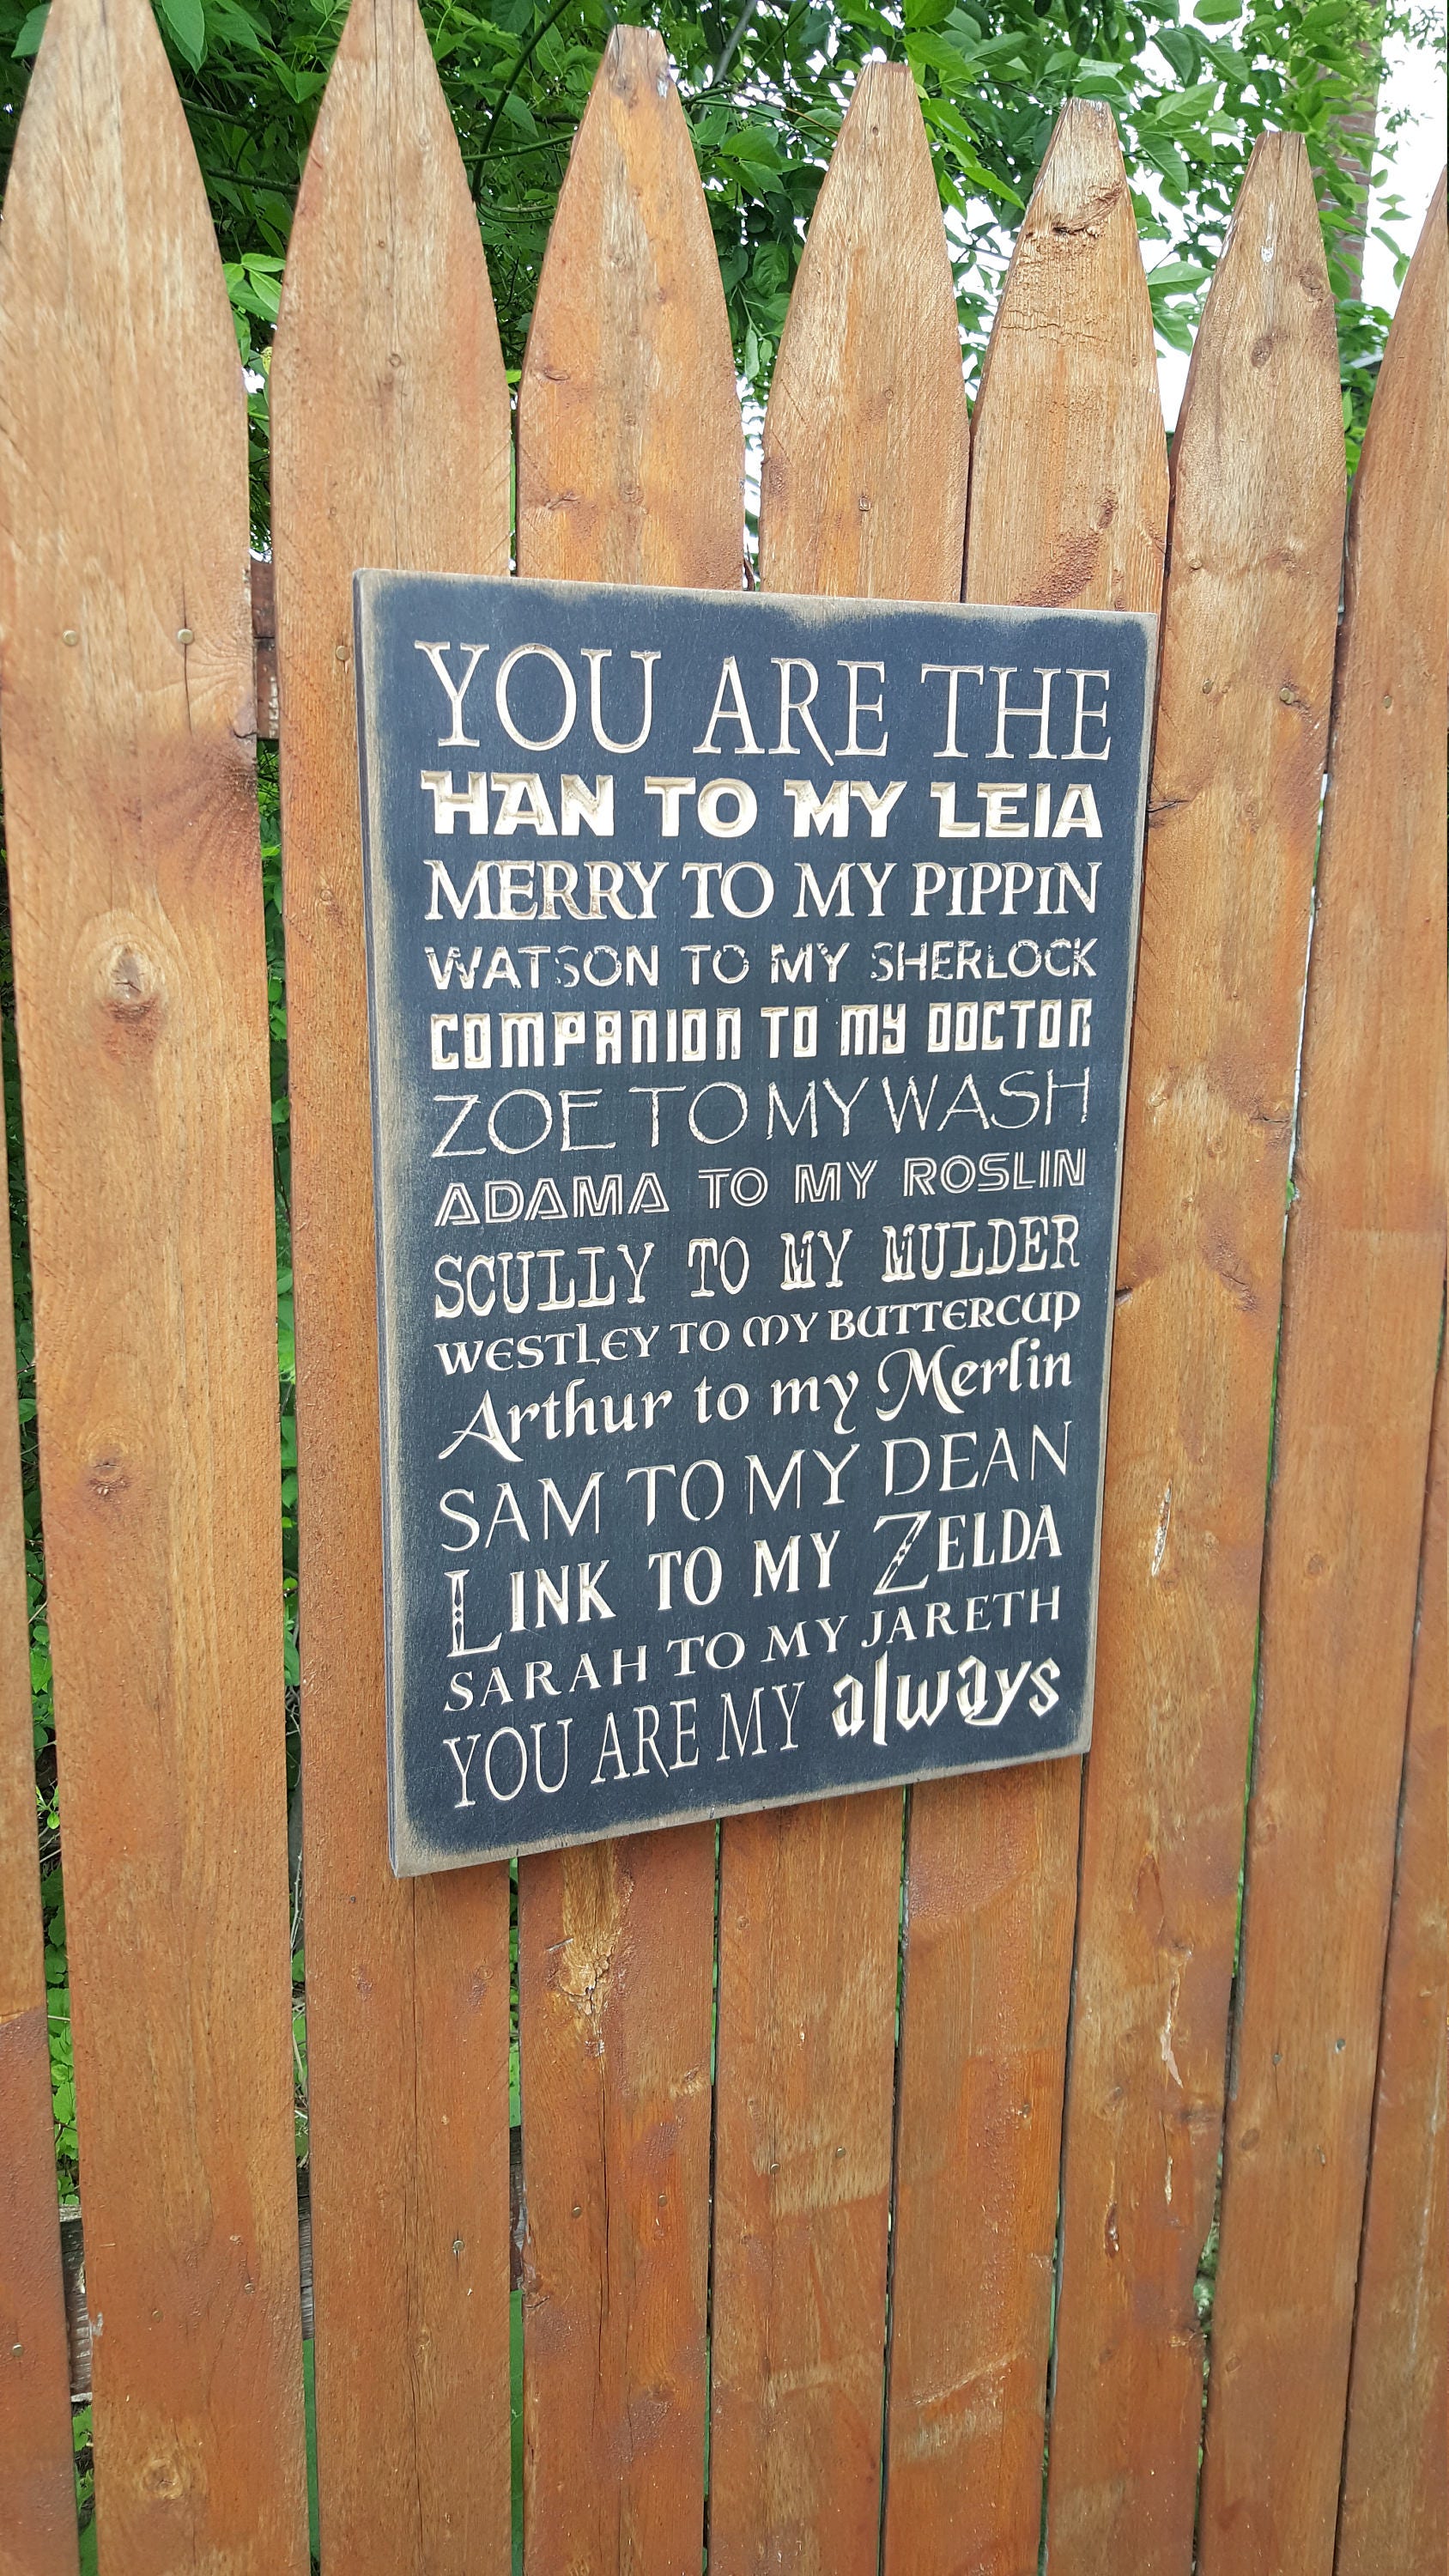 YOU ARE THE
HAN TO MY LEIA
MERRY TO MY PIPPIN
WATSON TO MY SHERLOCK
COMPANION TO MY DOCTOR
ZOE TO MY WASH
ADAMA TO MY ROSLIN
SCULLY TO MY MULDER
WESTLEY TO MY BUTTERCUP
Arthur to my Merlin
SAM TO MY DEAN
LINK TO MY ZELDA
SARAH TO MY JARETH
YOU ARE MY always